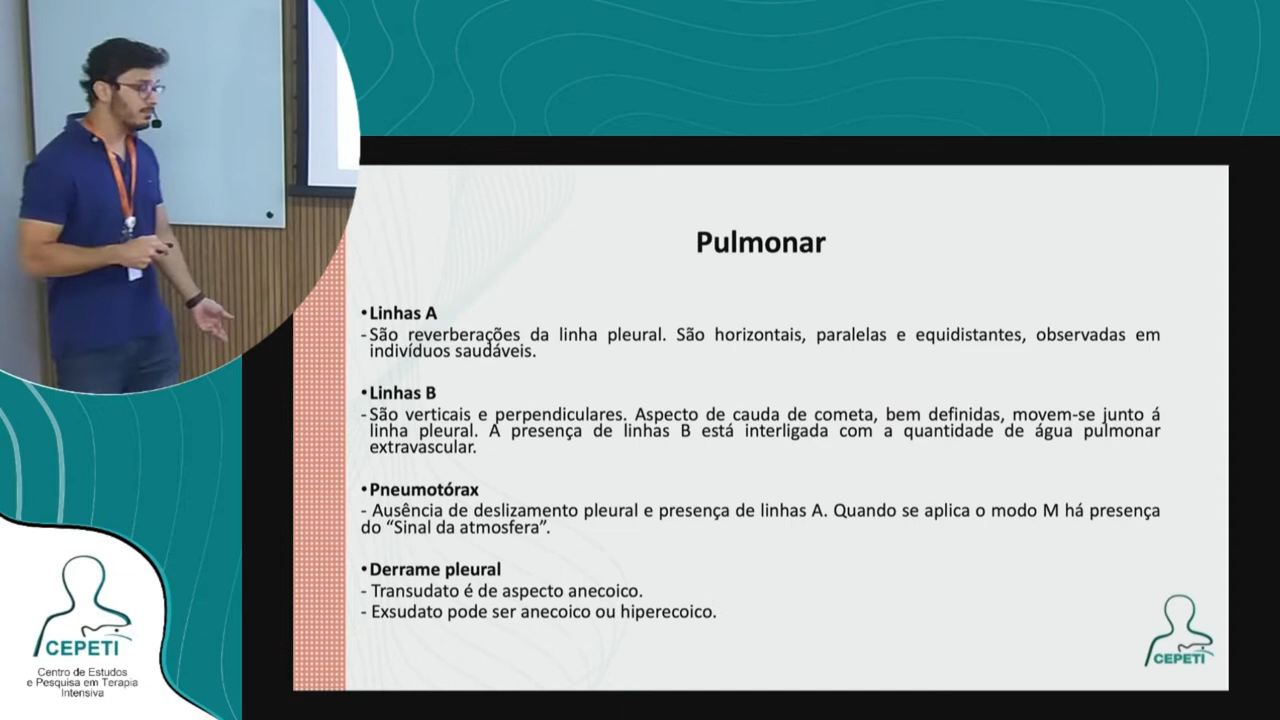 Pulmonar
•Linhas A
- São reverberações da linha pleural. São horizontais, paralelas e equidistantes, observadas em
indivíduos saudáveis.
•Linhas B
- São verticais e perpendiculares. Aspecto de cauda de cometa, bem definidas, movem-se junto á
linha pleural. A presença de linhas B está interligada com a quantidade de água pulmonar
extravascular.
•Pneumotórax
- Ausência de deslizamento pleural e presença de linhas A. Quando se aplica o modo M há presença
do “Sinal da atmosfera”.
•Derrame pleural
- Transudato é de aspecto anecoico.
- Exsudato pode ser anecoico ou hiperecoico.
CEPETI
CEPETI
Centro de Estudos
e Pesquisa em Terapia
Intensiva